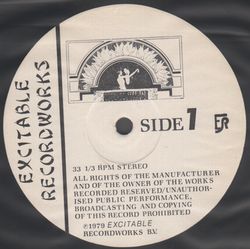 EXCITABLE
RECORDWORKS
SIDE 1
ER
33 1/3 RPM STEREO
ALL RIGHTS OF THE MANUFACTURER
AND OF THE OWNER OF THE WORKS
RECORDED RESERVED/UNAUTHOR-
ISED PUBLIC PERFORMANCE,
BROADCASTING AND COPYING
OF THIS RECORD PROHIBITED
℗1979 EXCITABLE
RECORDWORKS B.V.